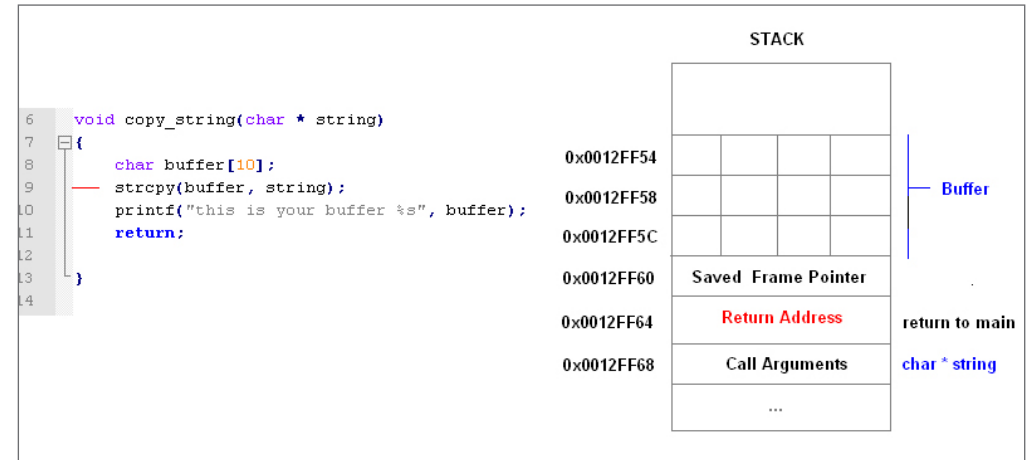 STACK
6 void copy_string(char * string)
7 {
8 char buffer[10];
9 strcpy(buffer, string);
10 printf("this is your buffer %s", buffer);
11 return;
12
13 }
14
0x0012FF54
0x0012FF58
0x0012FF5C
Buffer
0x0012FF60 Saved Frame Pointer
0x0012FF64 Return Address return to main
0x0012FF68 Call Arguments char * string
...